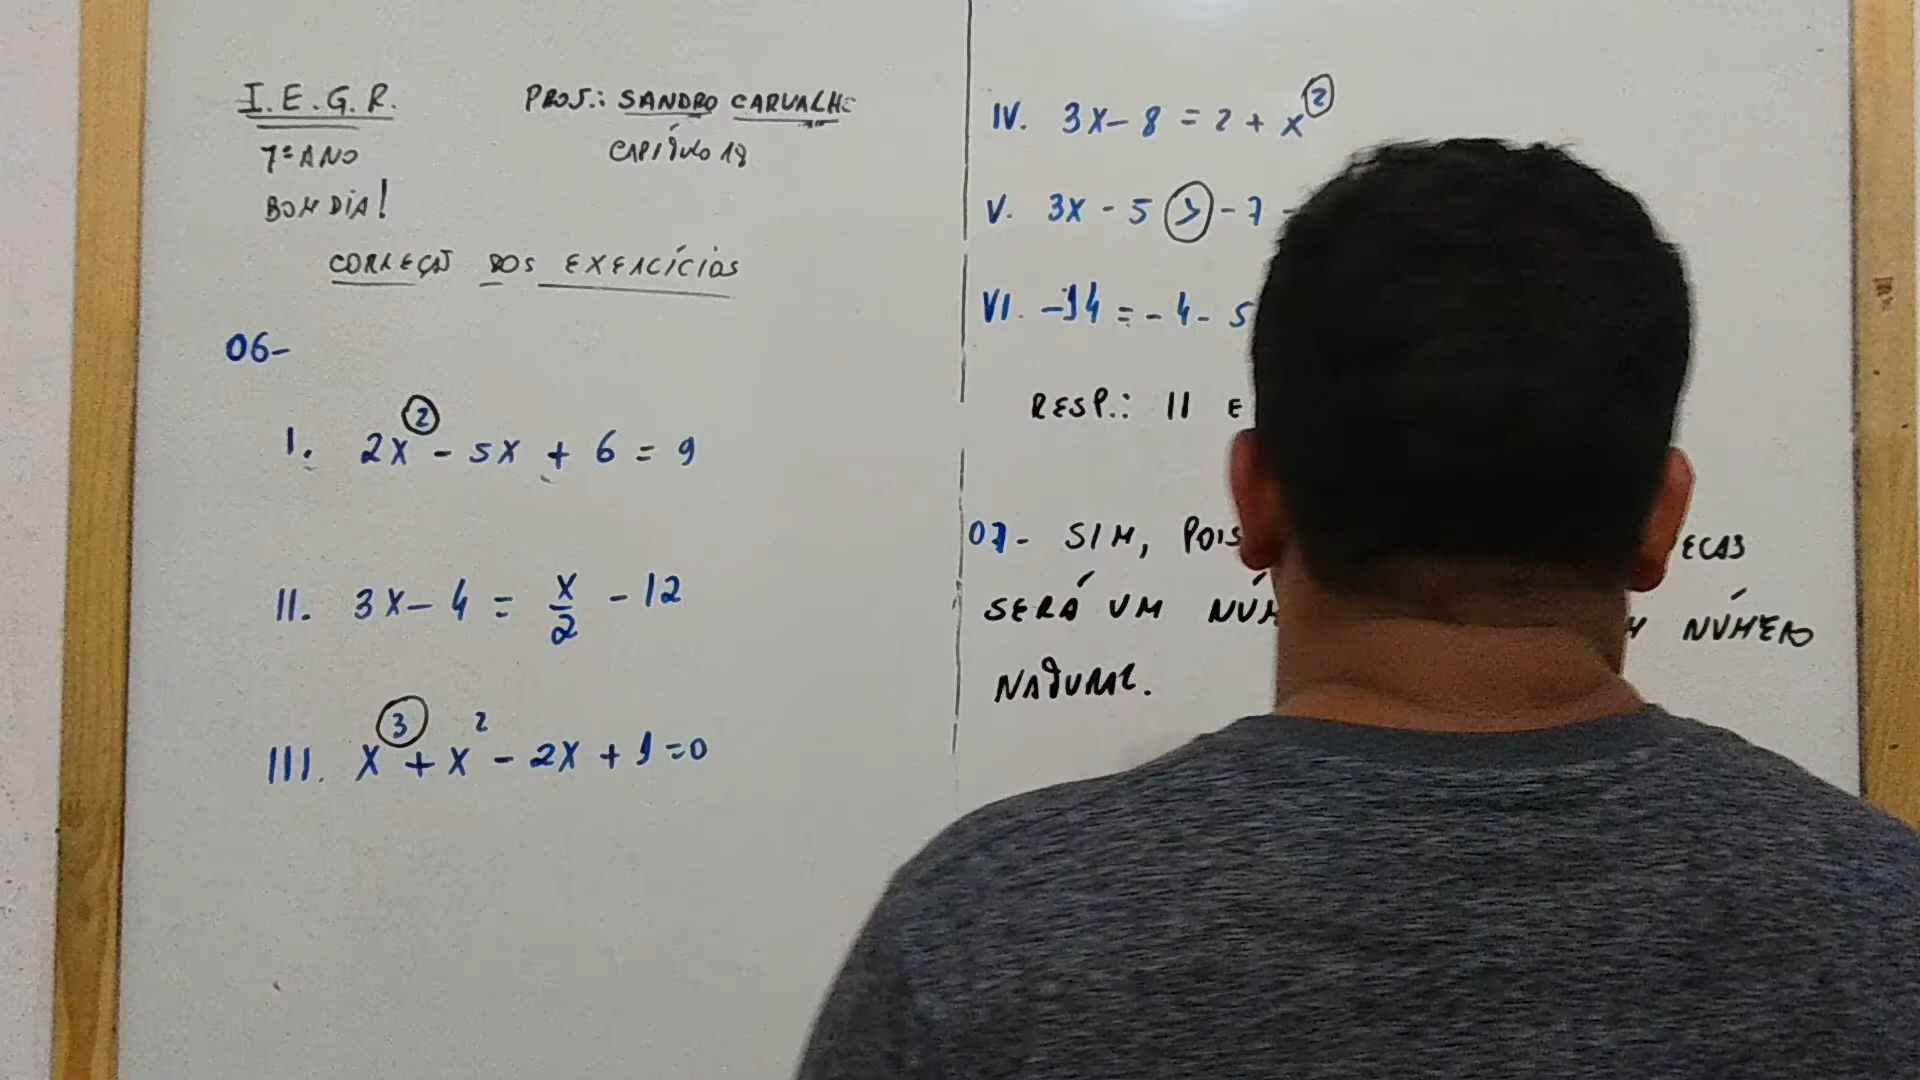 I.E.G.R.
PROF.: SANDRO CARVALHO
7º ANO
CAPÍTULO 18
BOM DIA!
CORREÇÃO DOS EXERCÍCIOS
06-
I. 2x² - 5x + 6 = 9
II. 3x - 4 = x/2 - 12
III. x³ + x² - 2x + 1 = 0
IV. 3x - 8 = 2 + x²
V. 3x - 5 > -7
VI. -14 = -4 - 5
RESP.: II E
07- SIM, POIS
SERÁ UM NÚMERO
NATURAL.